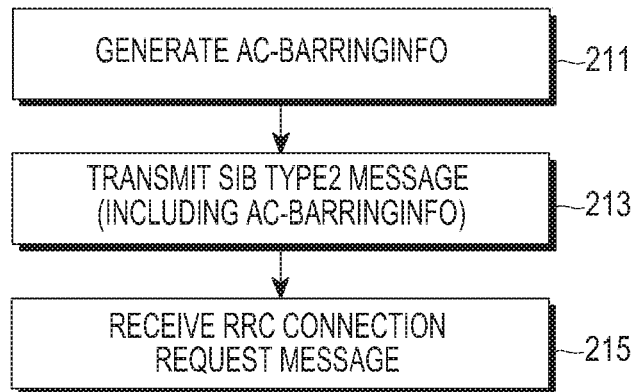 GENERATE AC-BARRINGINFO
211
TRANSMIT SIB TYPE2 MESSAGE
(INCLUDING AC-BARRINGINFO)
213
RECEIVE RRC CONNECTION
REQUEST MESSAGE
215